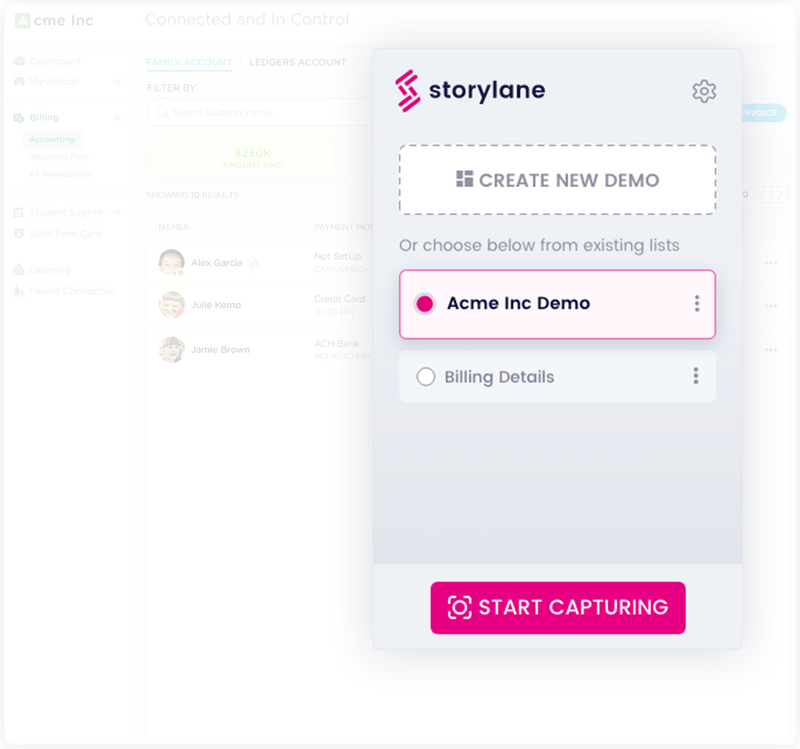 Acme Inc
Connected and In Control
Dashboard
My School
Billing
Accounting
Recurring Plan
All Transactions
Student Sign-in
Staff Time Card
Learning
Parent Connection
FAMILY ACCOUNT | LEDGERS ACCOUNT
FILTER BY
Search students name
INVOICE
$250K
AMOUNT PAID
SHOWING 10 RESULTS
NAMES PAYMENT MOD
Alex Garcia +1 Not SetUp
CASH/CHECK
Julie Kemp Credit Card
AUTO PAY
Jamie Brown ACH Bank
NO AUTO PAY
storylane
CREATE NEW DEMO
Or choose below from existing lists
Acme Inc Demo
Billing Details
START CAPTURING